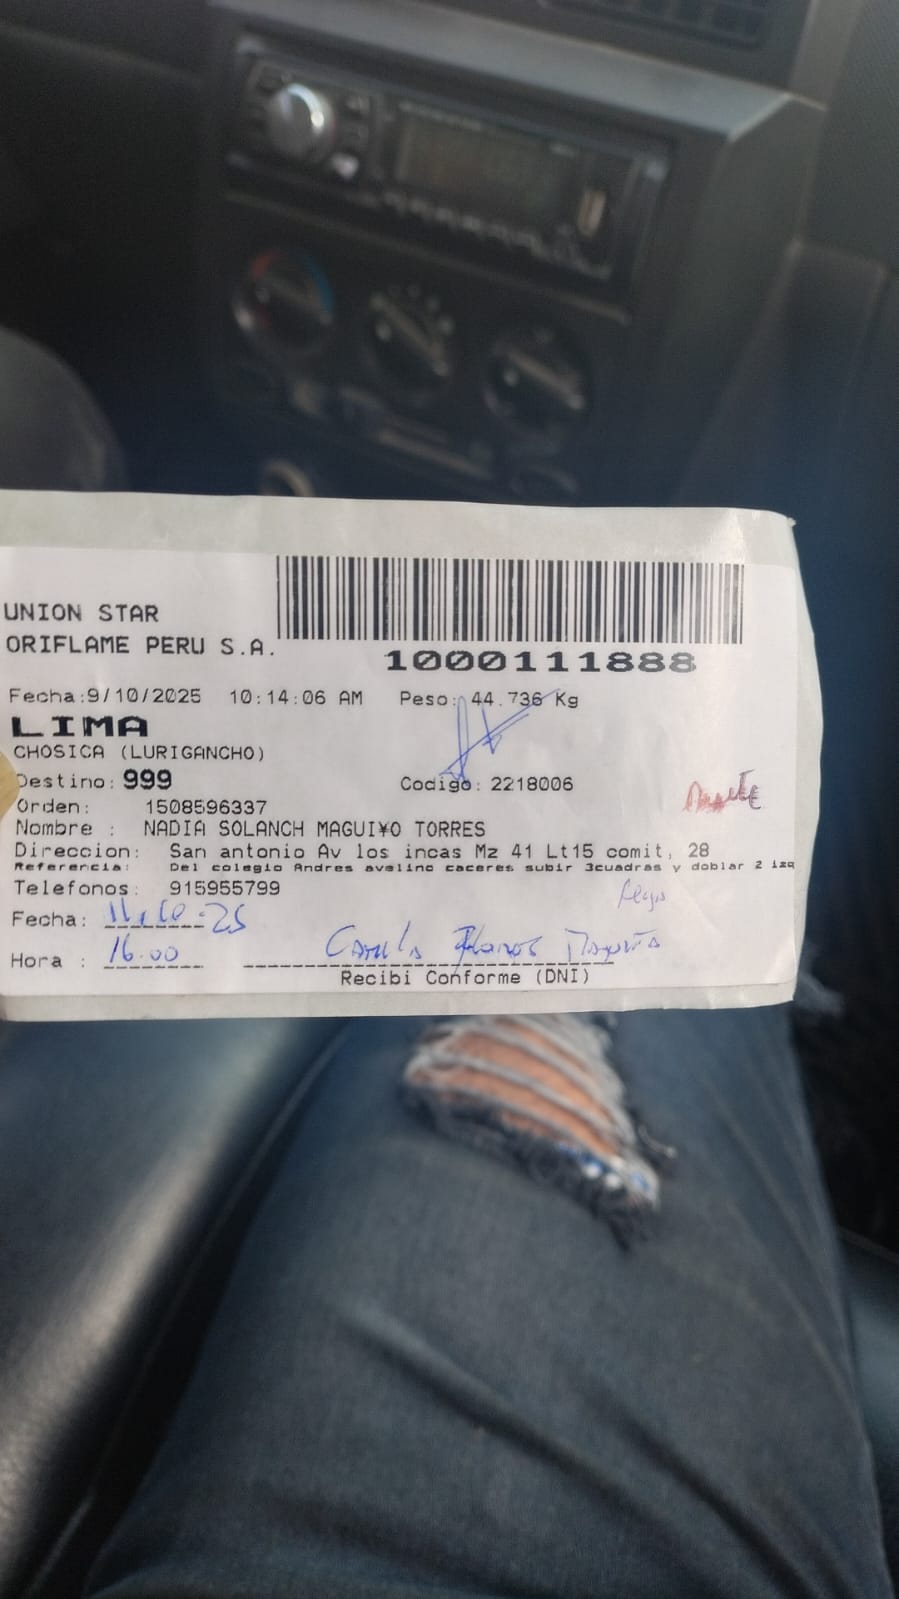 UNION STAR
ORIFLAME PERU S.A.
1000111888
Fecha:9/10/2025 10:14:06 AM Peso: 44.736 Kg
LIMA
CHOSICA (LURIGANCHO)
Destino: 999 Codigo: 2218006
Orden: 1508596337
Nombre : NADIA SOLANCH MAGUI¥O TORRES
Direccion: San antonio Av los incas Mz 41 Lt15 comit, 28
Referencia: Del colegio Andres avelino caceres subir 3cuadras y doblar 2 izq
Telefonos: 915955799
Fecha: 11-10-25
Hora : 16.00
Recibi Conforme (DNI)